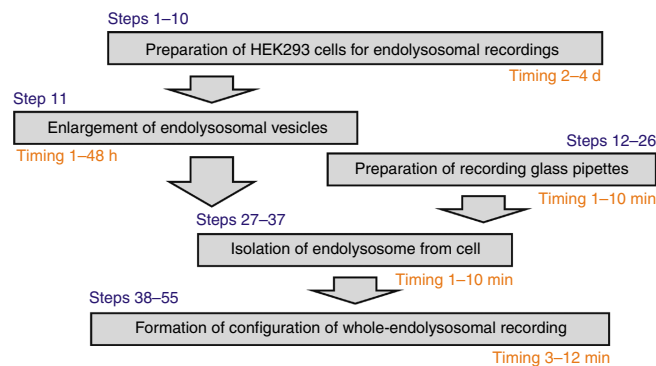 Steps 1–10
Preparation of HEK293 cells for endolysosomal recordings
Timing 2–4 d
Step 11
Enlargement of endolysosomal vesicles
Timing 1–48 h
Steps 12–26
Preparation of recording glass pipettes
Timing 1–10 min
Steps 27–37
Isolation of endolysosome from cell
Timing 1–10 min
Steps 38–55
Formation of configuration of whole-endolysosomal recording
Timing 3–12 min